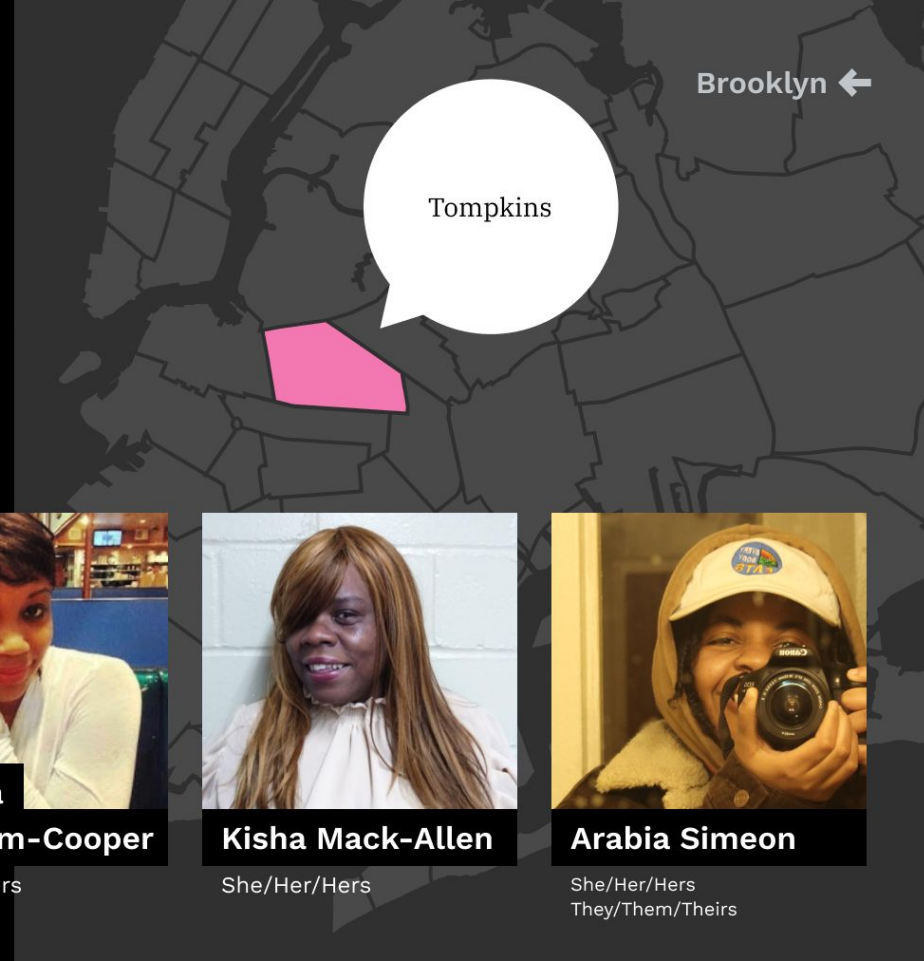 Brooklyn
Tompkins
a
m-Cooper
rs
Kisha Mack-Allen
She/Her/Hers
Arabia Simeon
She/Her/Hers
They/Them/Theirs